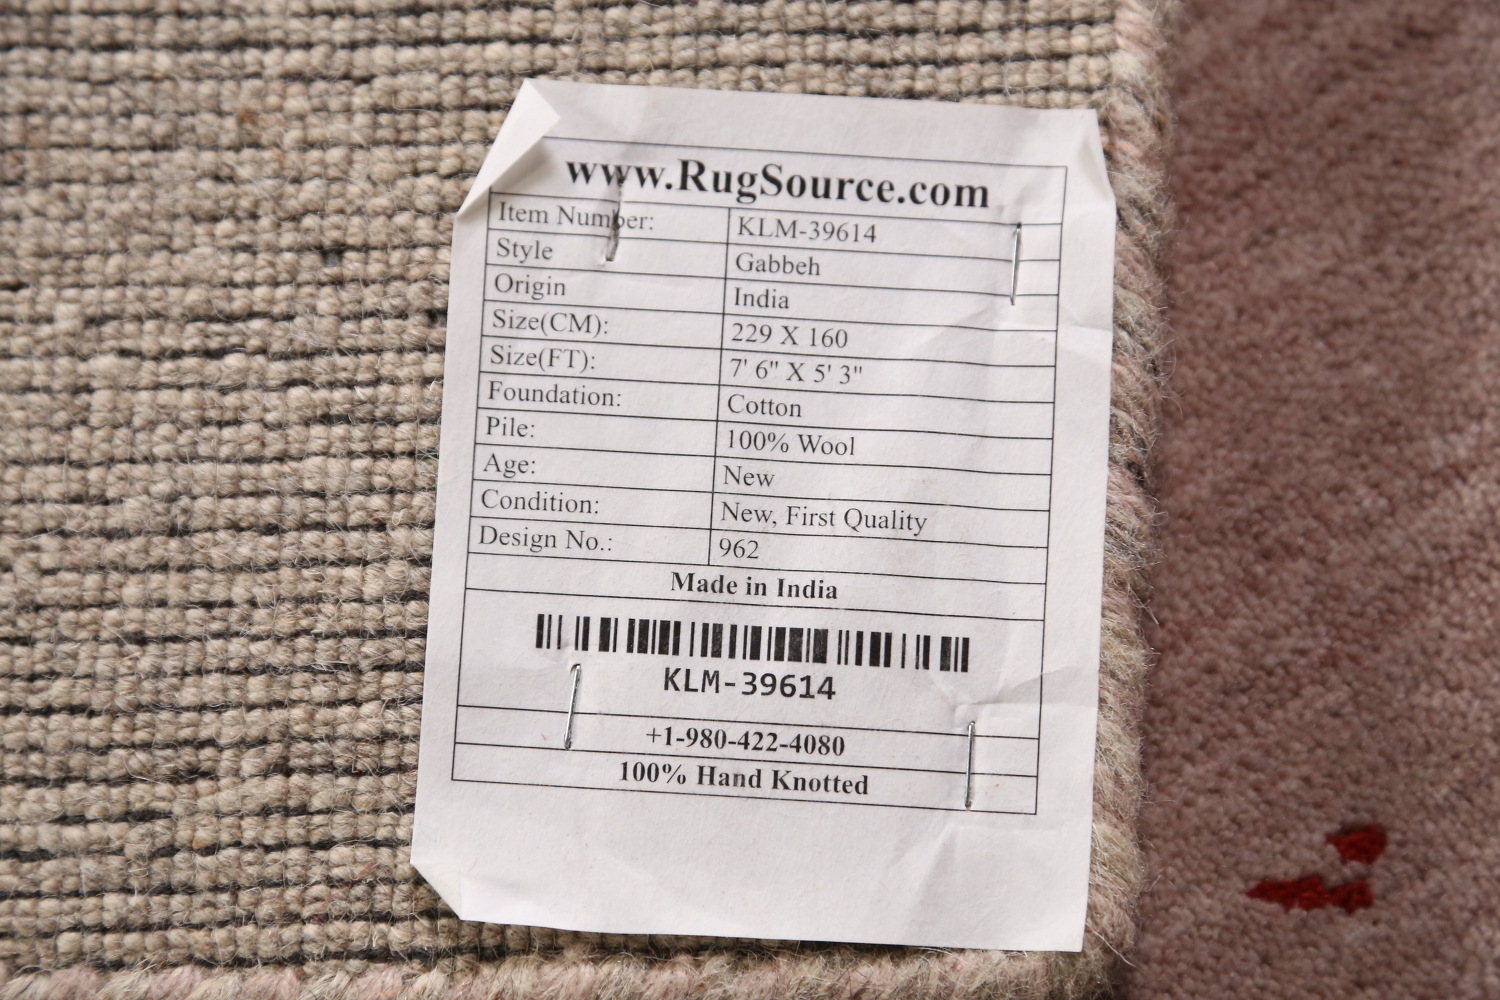 www.RugSource.com
Item Number: KLM-39614
Style Gabbeh
Origin India
Size(CM): 229 X 160
Size(FT): 7' 6" X 5' 3"
Foundation: Cotton
Pile: 100% Wool
Age: New
Condition: New, First Quality
Design No.: 962
Made in India
KLM-39614
+1-980-422-4080
100% Hand Knotted